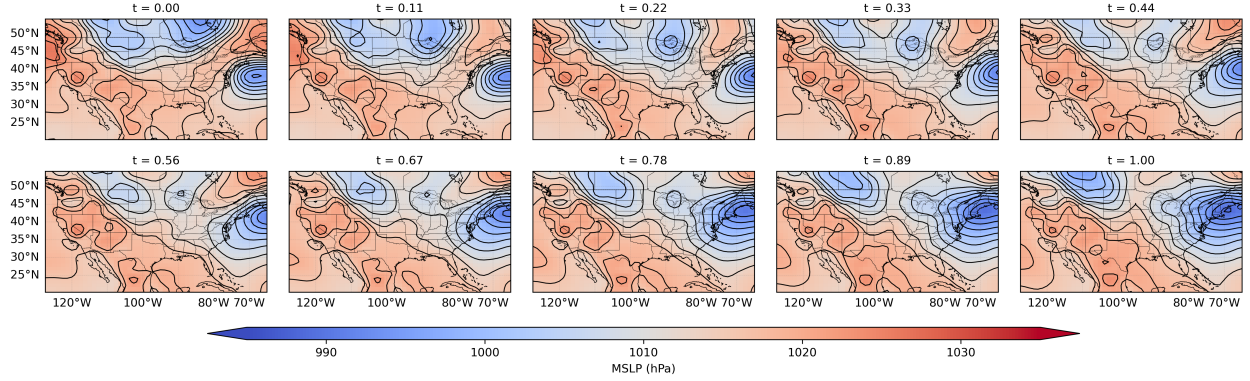 t = 0.00 t = 0.11 t = 0.22 t = 0.33 t = 0.44
50°N
45°N
40°N
35°N
30°N
25°N
t = 0.56 t = 0.67 t = 0.78 t = 0.89 t = 1.00
50°N
45°N
40°N
35°N
30°N
25°N
120°W 100°W 80°W 70°W 120°W 100°W 80°W 70°W 120°W 100°W 80°W 70°W 120°W 100°W 80°W 70°W 120°W 100°W 80°W 70°W
990 1000 1010 1020 1030
MSLP (hPa)